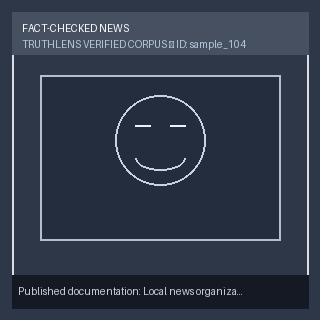 FACT-CHECKED NEWS
TRUTHLENS VERIFIED CORPUS ID: sample_104
Published documentation: Local news organiza...